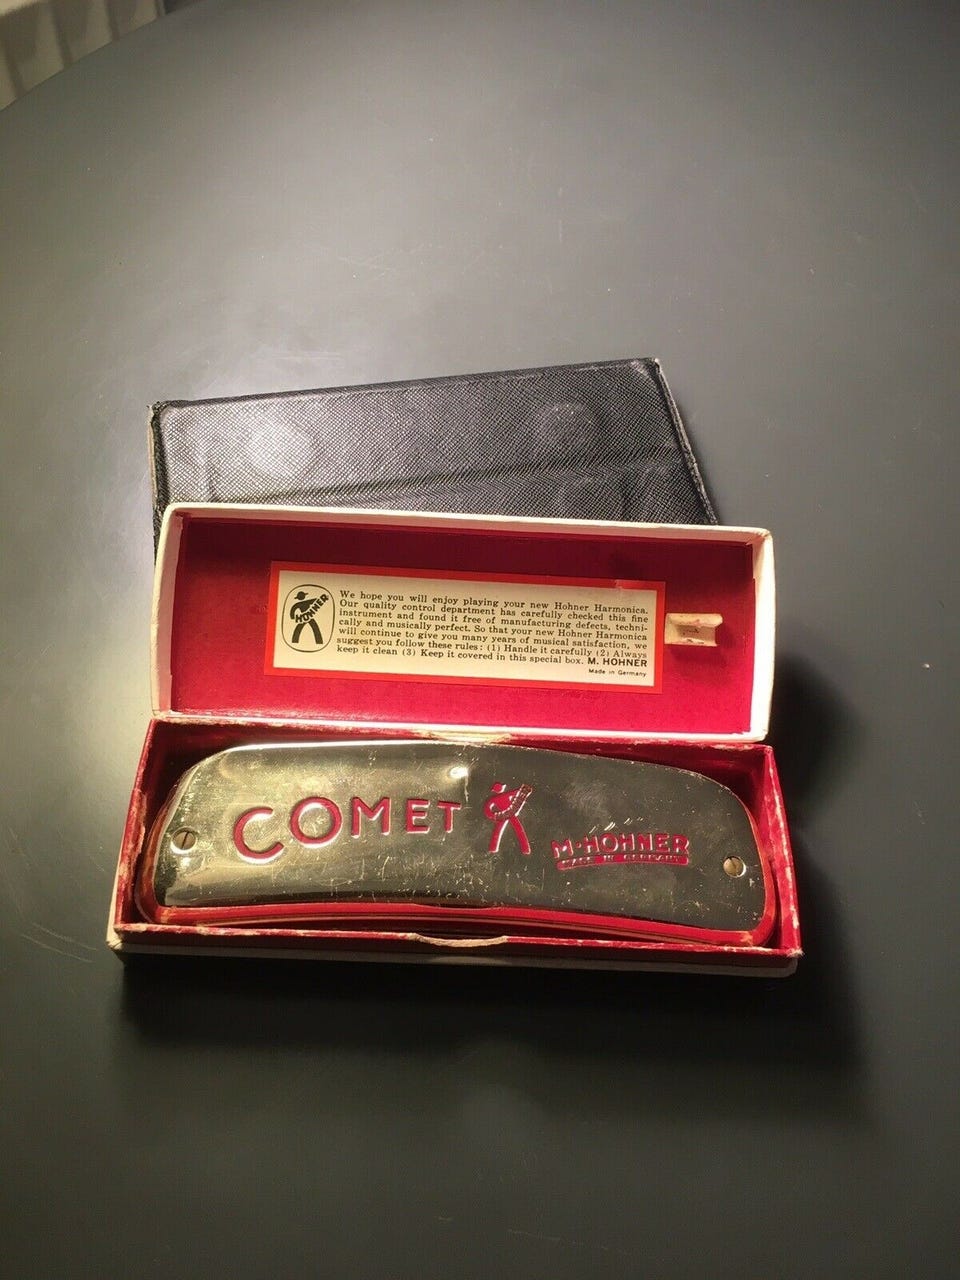 HOHNER
We hope you will enjoy playing your new Hohner Harmonica.
Our quality control department has carefully checked this fine
instrument and found it free of manufacturing defects, techni-
cally and musically perfect. So that your new Hohner Harmonica
will continue to give you many years of musical satisfaction, we
suggest you follow these rules: (1) Handle it carefully (2) Always
keep it clean (3) Keep it covered in this special box. M. HOHNER
Made in Germany
COMET
M·HOHNER
MADE IN GERMANY